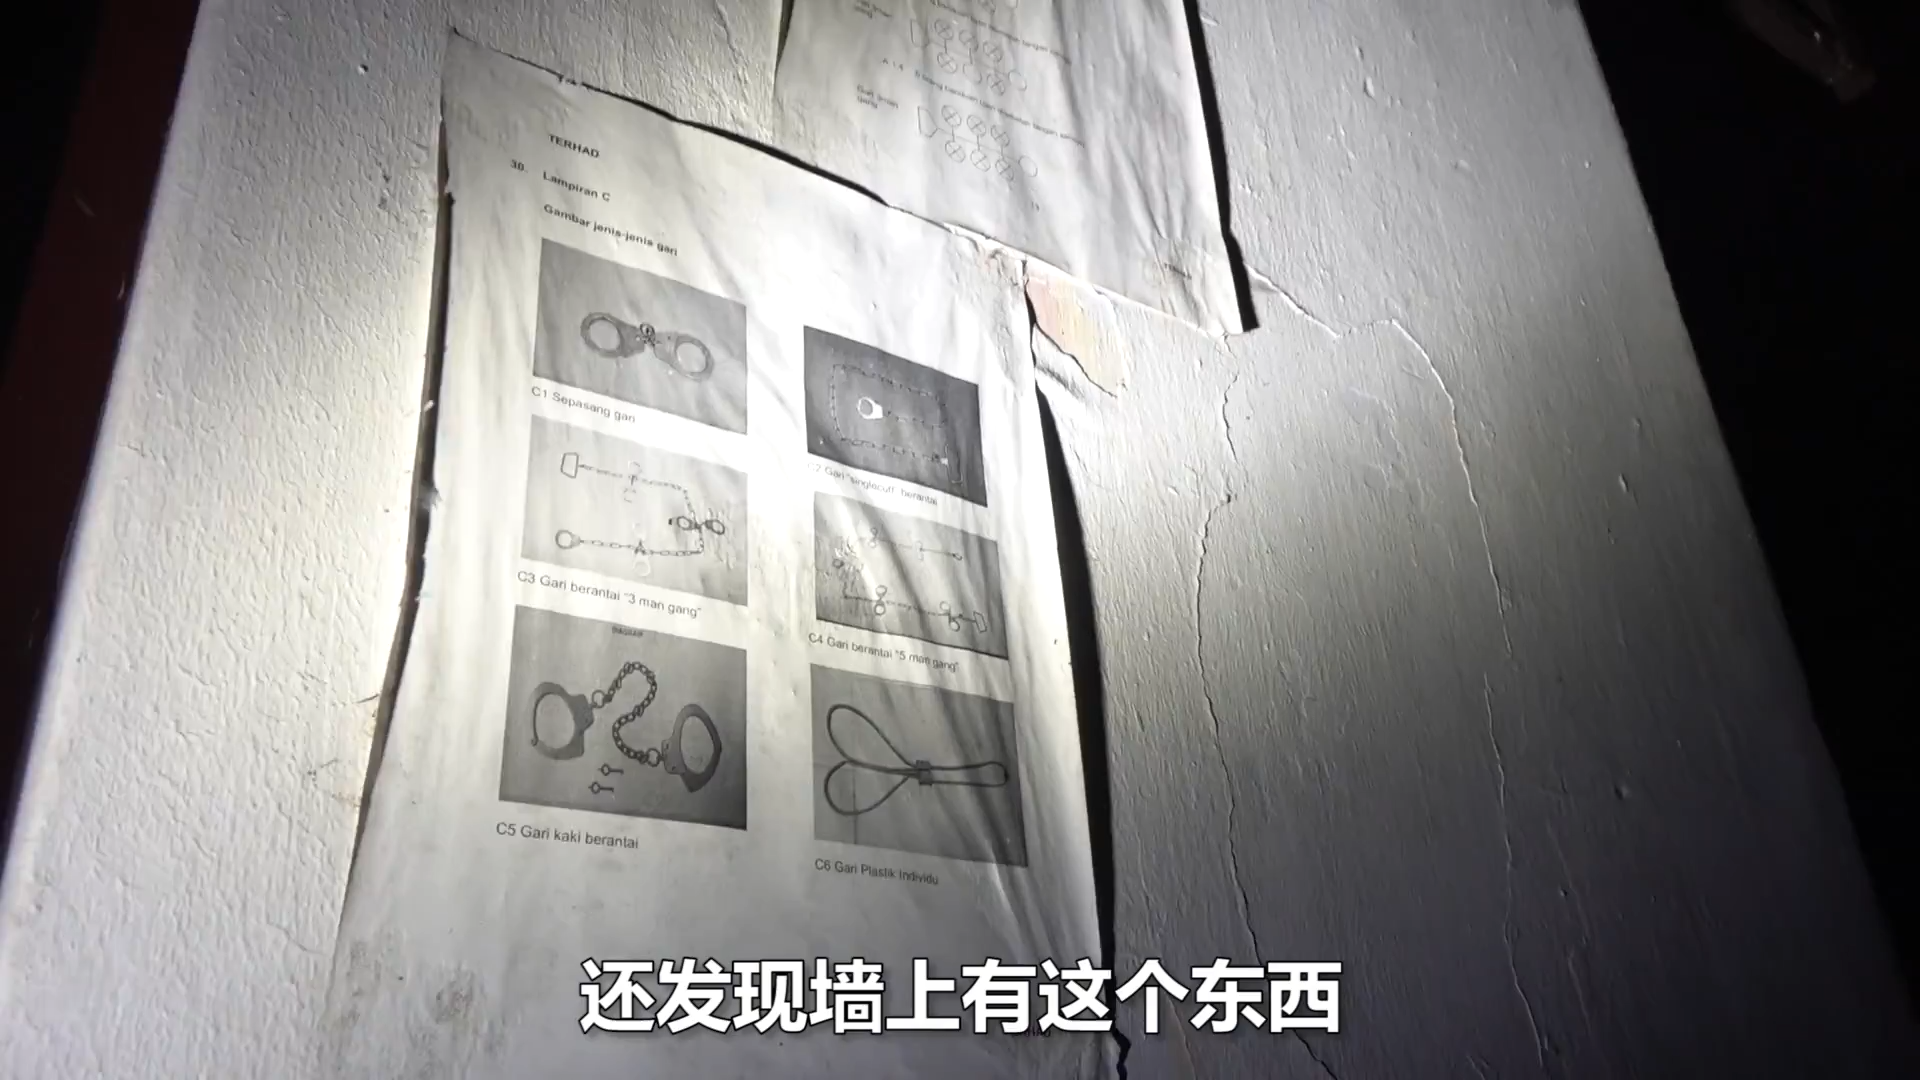 TERHAD
30. Lampiran C
Gambar jenis-jenis gari
C1 Sepasang gari
C2 Gari "singlecuff" berantai
C3 Gari berantai "3 man gang"
C4 Gari berantai "5 man gang"
C5 Gari kaki berantai
C6 Gari Plastik Individu
还发现墙上有这个东西